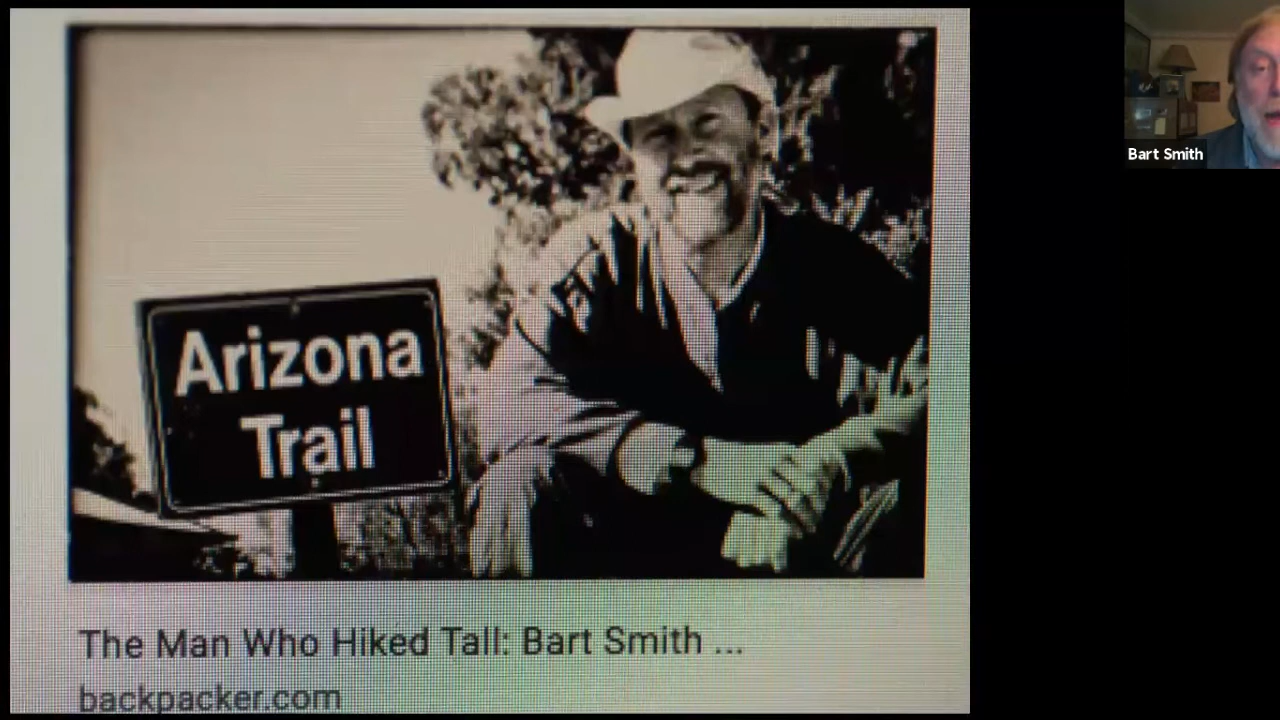 Arizona
Trail
The Man Who Hiked Tall: Bart Smith ...
backpacker.com
Bart Smith